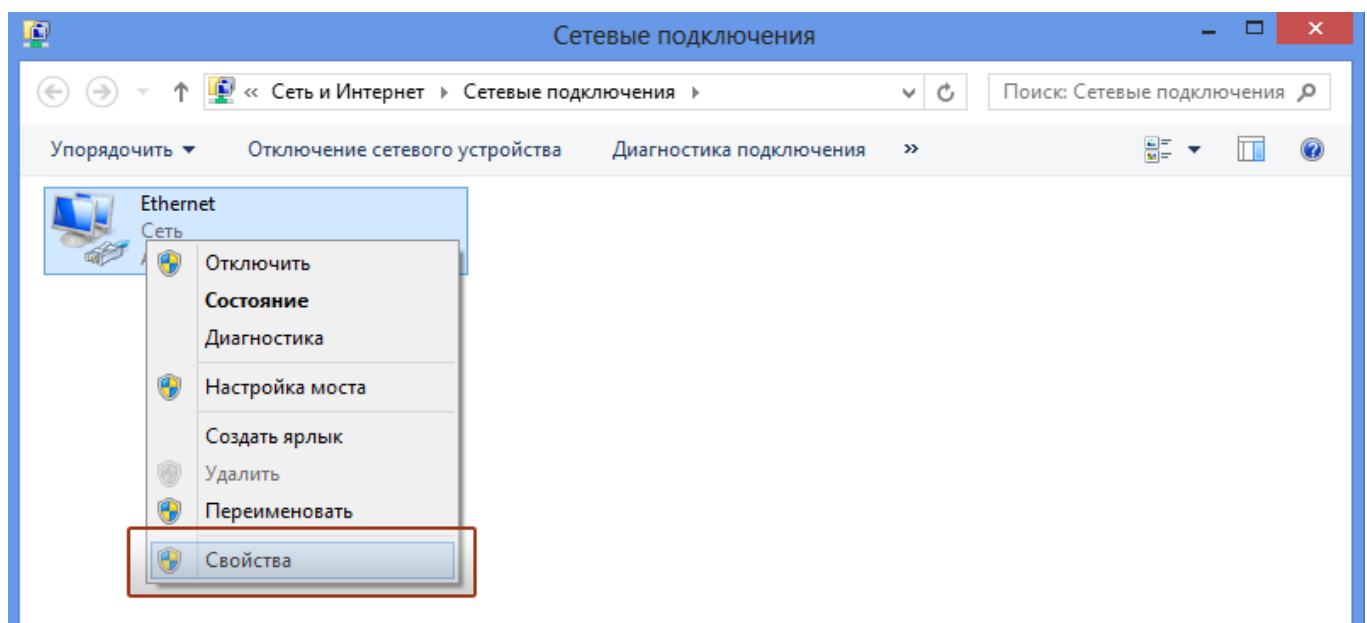 Сетевые подключения
« Сеть и Интернет ▸ Сетевые подключения ▸
Поиск: Сетевые подключения
Упорядочить ▾ Отключение сетевого устройства Диагностика подключения »
Ethernet
Сеть
Отключить
Состояние
Диагностика
Настройка моста
Создать ярлык
Удалить
Переименовать
Свойства